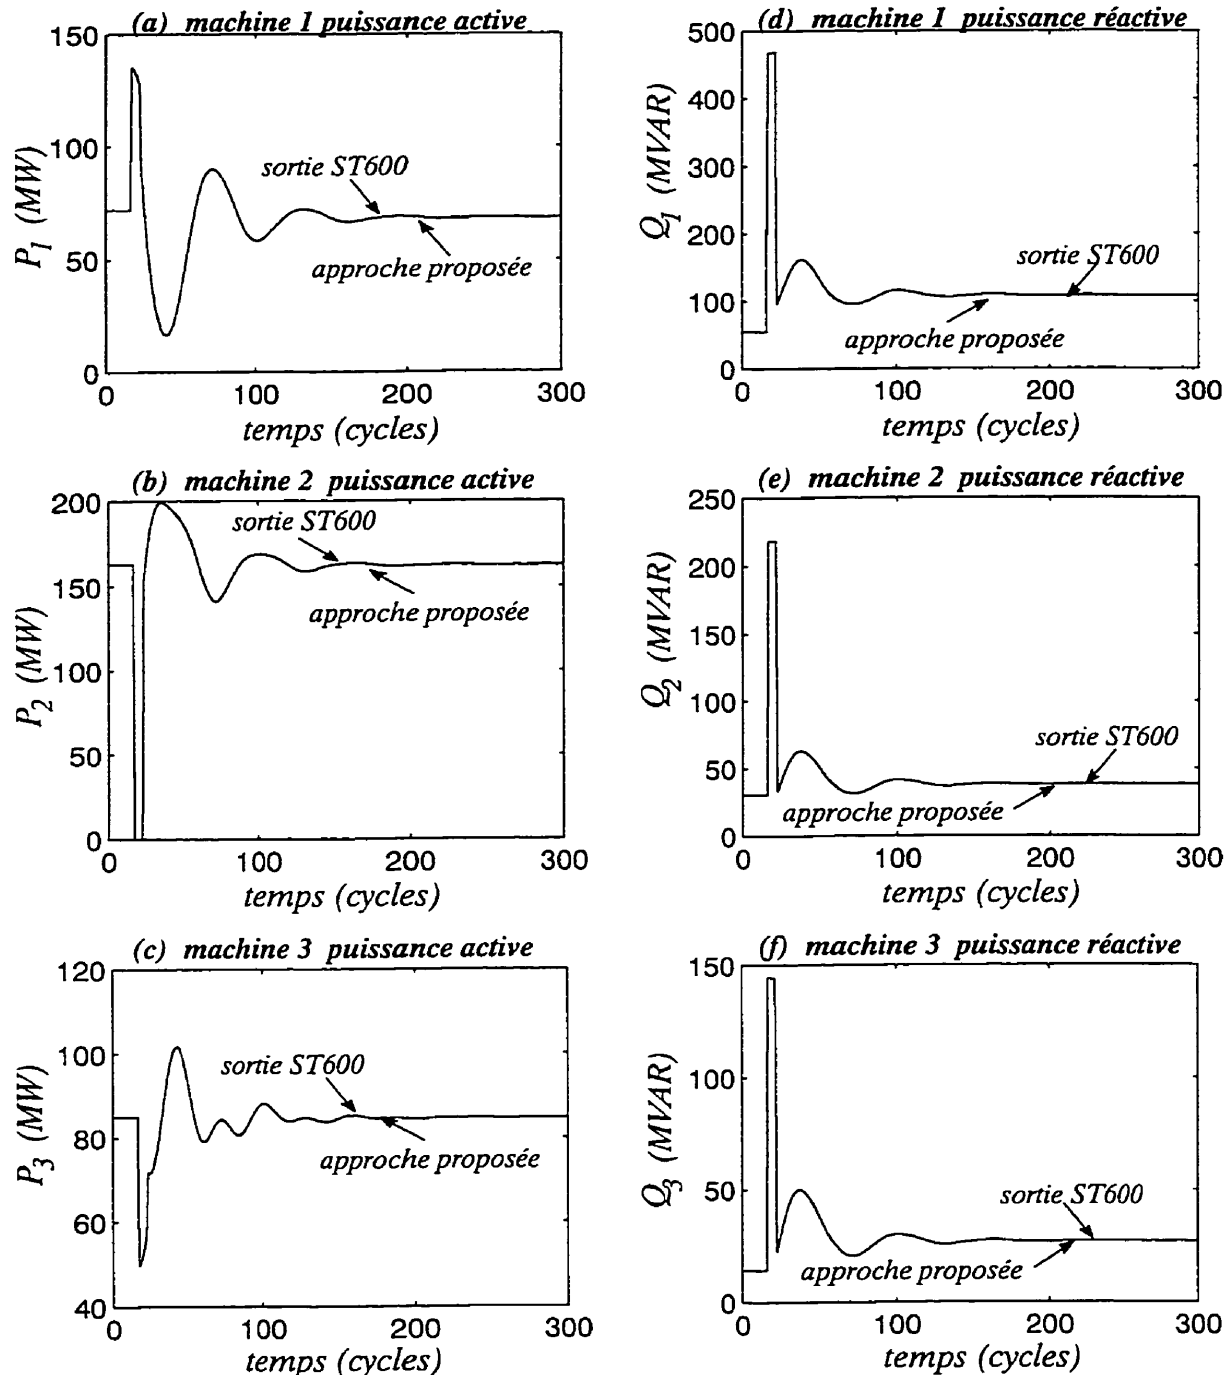 (a) machine 1 puissance active
150
100
50
0
P1 (MW)
sortie ST600
approche proposée
0 100 200 300
temps (cycles)
(b) machine 2 puissance active
200
150
100
50
0
P2 (MW)
sortie ST600
approche proposée
0 100 200 300
temps (cycles)
(c) machine 3 puissance active
120
100
80
60
40
P3 (MW)
sortie ST600
approche proposée
0 100 200 300
temps (cycles)
(d) machine 1 puissance réactive
500
400
300
200
100
0
Q1 (MVAR)
sortie ST600
approche proposée
0 100 200 300
temps (cycles)
(e) machine 2 puissance réactive
250
200
150
100
50
0
Q2 (MVAR)
sortie ST600
approche proposée
0 100 200 300
temps (cycles)
(f) machine 3 puissance réactive
150
100
50
0
Q3 (MVAR)
sortie ST600
approche proposée
0 100 200 300
temps (cycles)